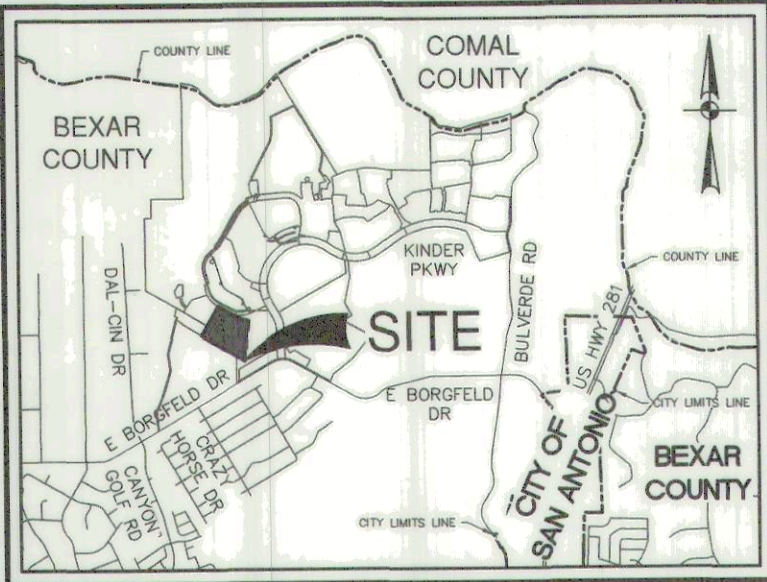 COUNTY LINE
COMAL
COUNTY
BEXAR
COUNTY
KINDER
PKWY
BULVERDE RD
COUNTY LINE
DAL-CIN DR
US HWY 281
SITE
E BORGFELD
DR
E BORGFELD DR
CITY LIMITS LINE
CRAZY
HORSE DR
CITY OF
SAN ANTONIO
BEXAR
COUNTY
CANYON
GOLF RD
CITY LIMITS LINE